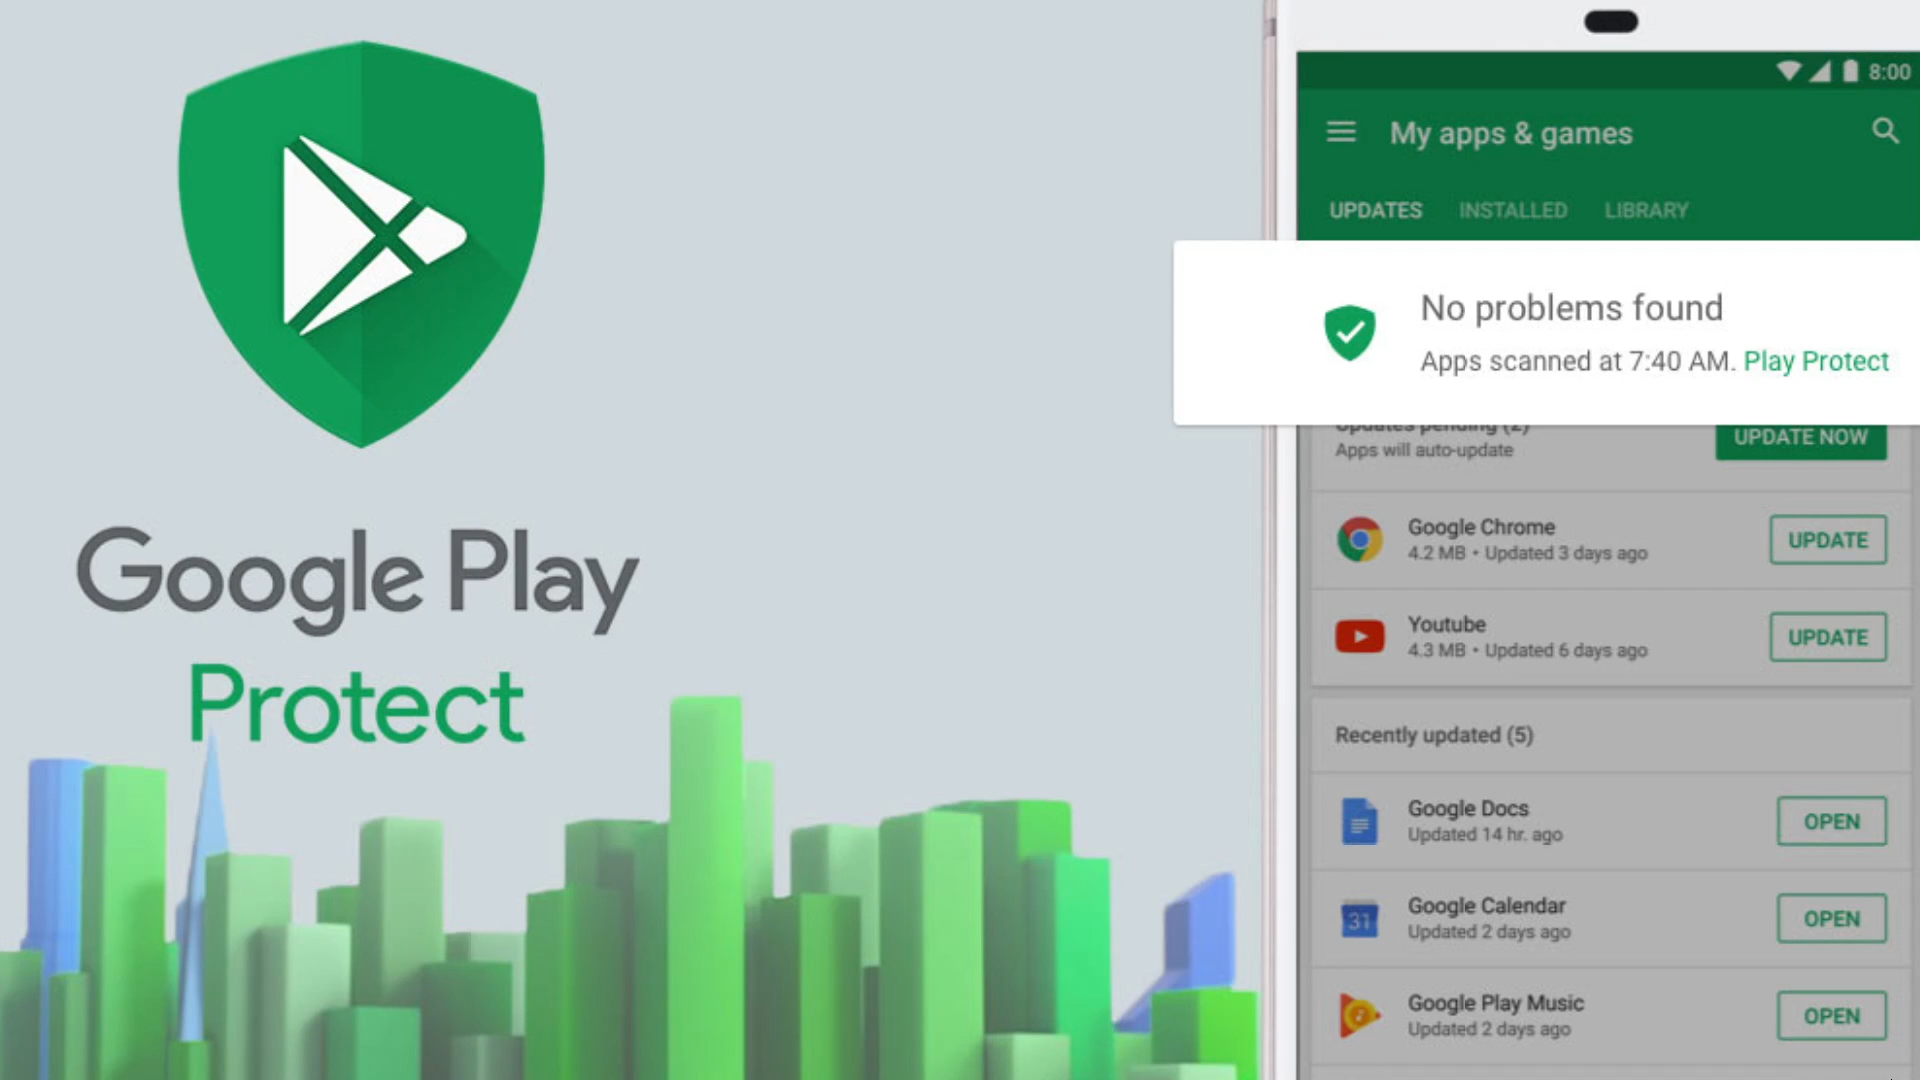 Google Play
Protect
8:00
My apps & games
UPDATES INSTALLED LIBRARY
No problems found
Apps scanned at 7:40 AM. Play Protect
Updates pending (2)
Apps will auto-update
UPDATE NOW
Google Chrome
4.2 MB • Updated 3 days ago
UPDATE
Youtube
4.3 MB • Updated 6 days ago
UPDATE
Recently updated (5)
Google Docs
Updated 14 hr. ago
OPEN
31
Google Calendar
Updated 2 days ago
OPEN
Google Play Music
Updated 2 days ago
OPEN